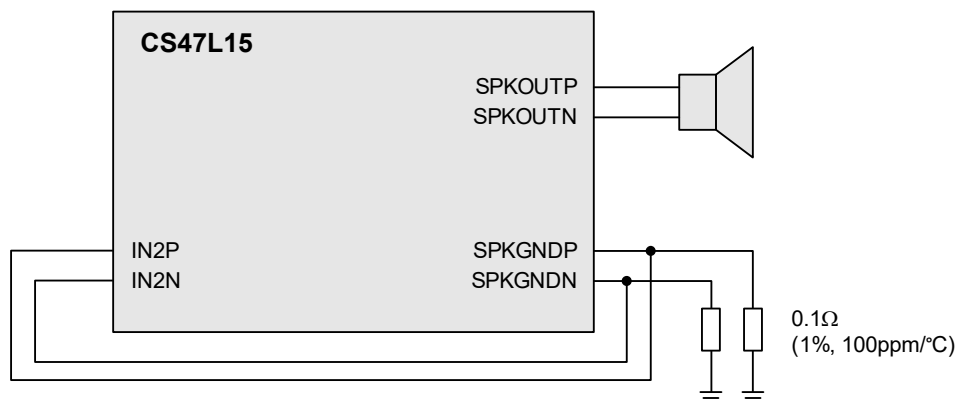 CS47L15
SPKOUTP
SPKOUTN
IN2P
SPKGNDP
IN2N
SPKGNDN
0.1Ω
(1%, 100ppm/°C)